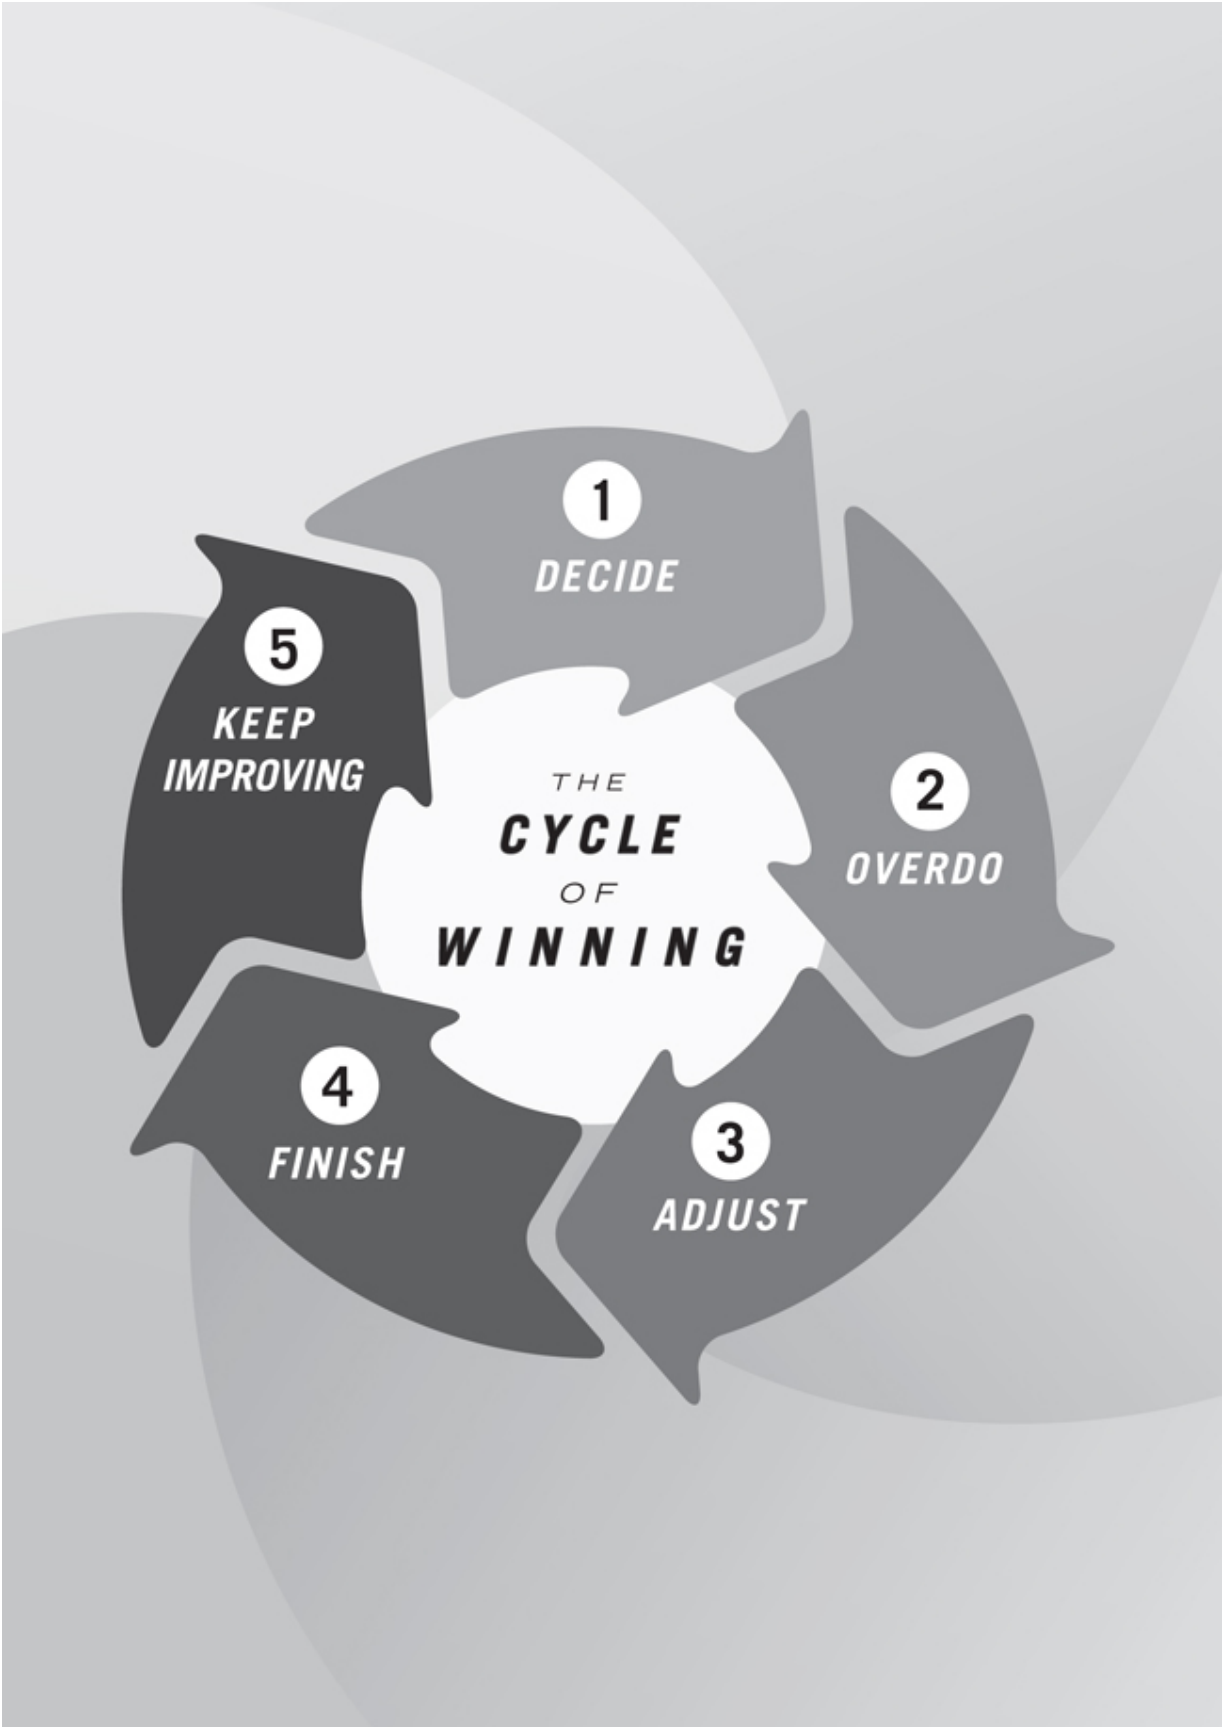 THE
CYCLE
OF
WINNING
1
DECIDE
2
OVERDO
3
ADJUST
4
FINISH
5
KEEP
IMPROVING